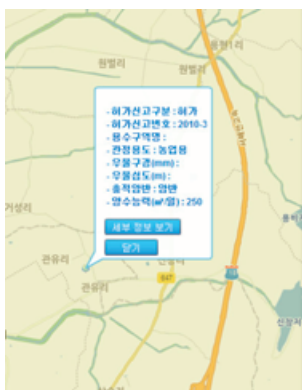 원벌리
원벌리
- 허가신고구분 : 허가
- 허가신고번호 : 2010-3
- 용수구역명 :
- 관정용도 : 농업용
- 우물구경(mm) :
- 우물심도(m) :
- 충적암반 : 암반
- 양수능력(㎥/일) : 250
세부 정보 보기
닫기
거성리
관유리
관유리
647